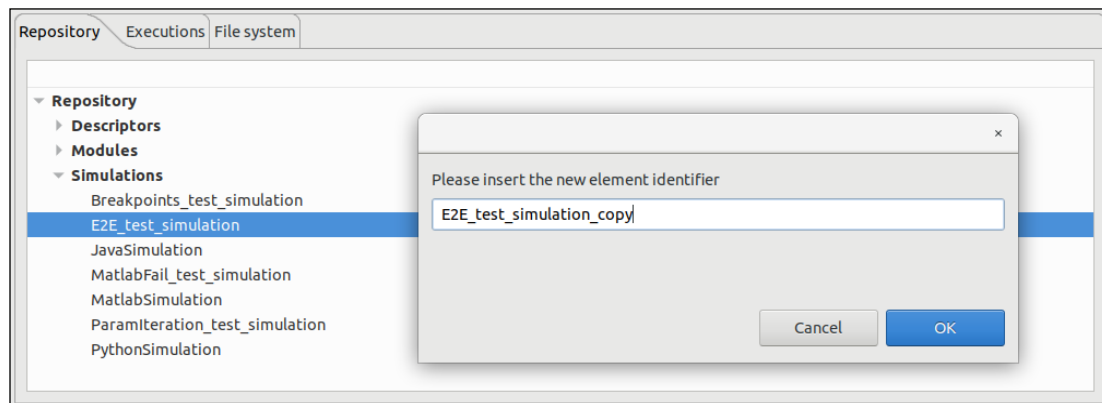 Repository Executions File system
Repository
Descriptors
Modules
Simulations
Breakpoints_test_simulation
E2E_test_simulation
JavaSimulation
MatlabFail_test_simulation
MatlabSimulation
ParamIteration_test_simulation
PythonSimulation
×
Please insert the new element identifier
E2E_test_simulation_copy
Cancel OK